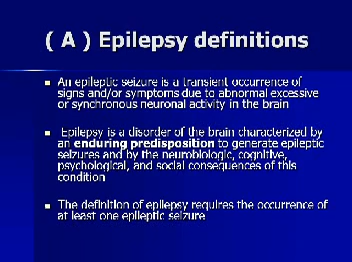 ( A ) Epilepsy definitions
An epileptic seizure is a transient occurrence of
signs and/or symptoms due to abnormal excessive
or synchronous neuronal activity in the brain
Epilepsy is a disorder of the brain characterized by
an enduring predisposition to generate epileptic
seizures and by the neurobiologic, cognitive,
psychological, and social consequences of this
condition
The definition of epilepsy requires the occurrence of
at least one epileptic seizure